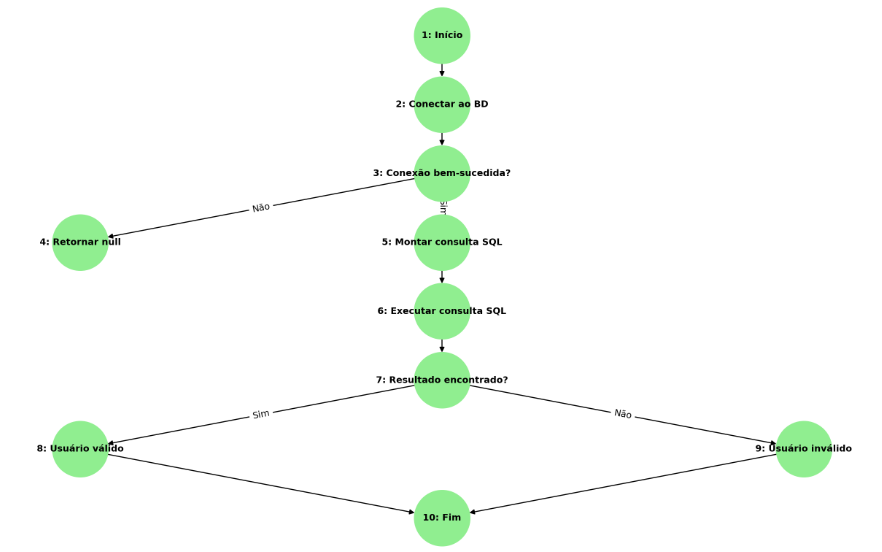 1: Início
2: Conectar ao BD
3: Conexão bem-sucedida?
Não
Sim
4: Retornar null
5: Montar consulta SQL
6: Executar consulta SQL
7: Resultado encontrado?
Sim
Não
8: Usuário válido
9: Usuário inválido
10: Fim